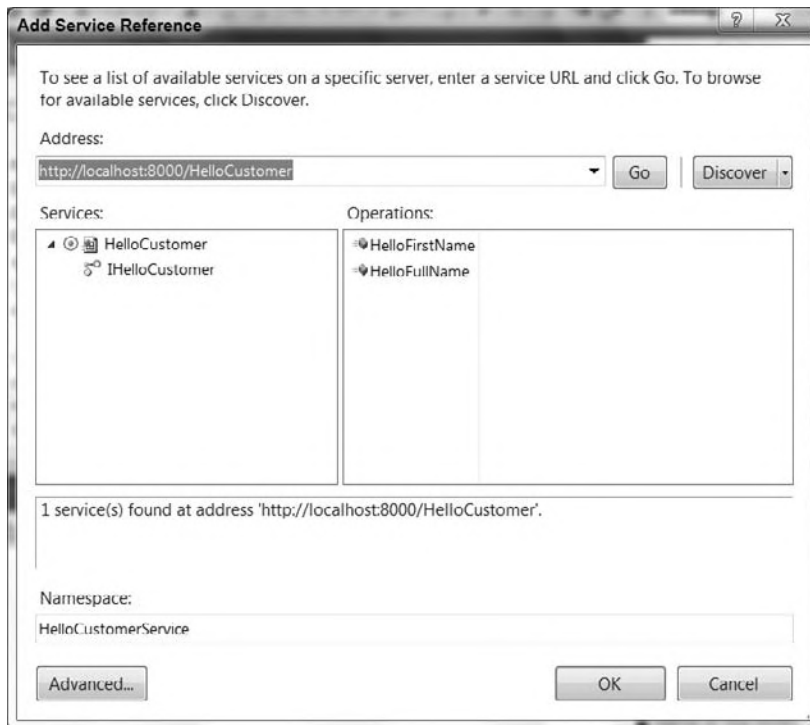 Add Service Reference
To see a list of available services on a specific server, enter a service URL and click Go. To browse
for available services, click Discover.
Address:
http://localhost:8000/HelloCustomer
Go
Discover
Services:
Operations:
HelloCustomer
IHelloCustomer
HelloFirstName
HelloFullName
1 service(s) found at address 'http://localhost:8000/HelloCustomer'.
Namespace:
HelloCustomerService
Advanced...
OK
Cancel